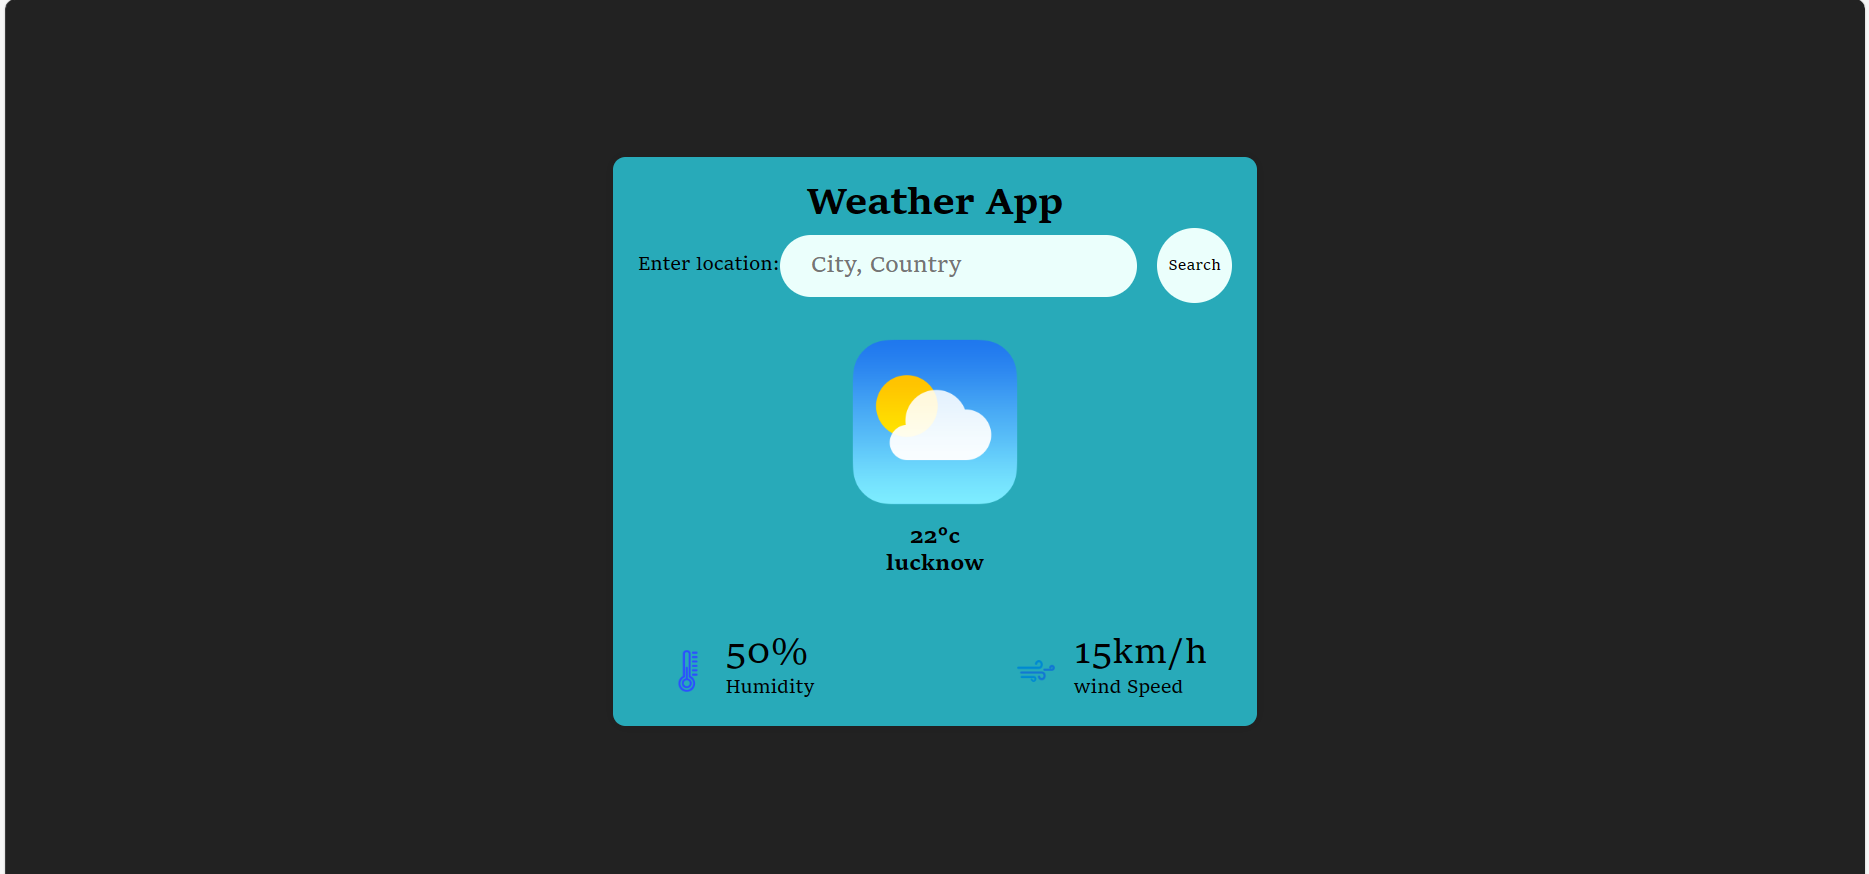 Weather App
Enter location: City, Country Search
22°c
lucknow
50% 15km/h
Humidity wind Speed